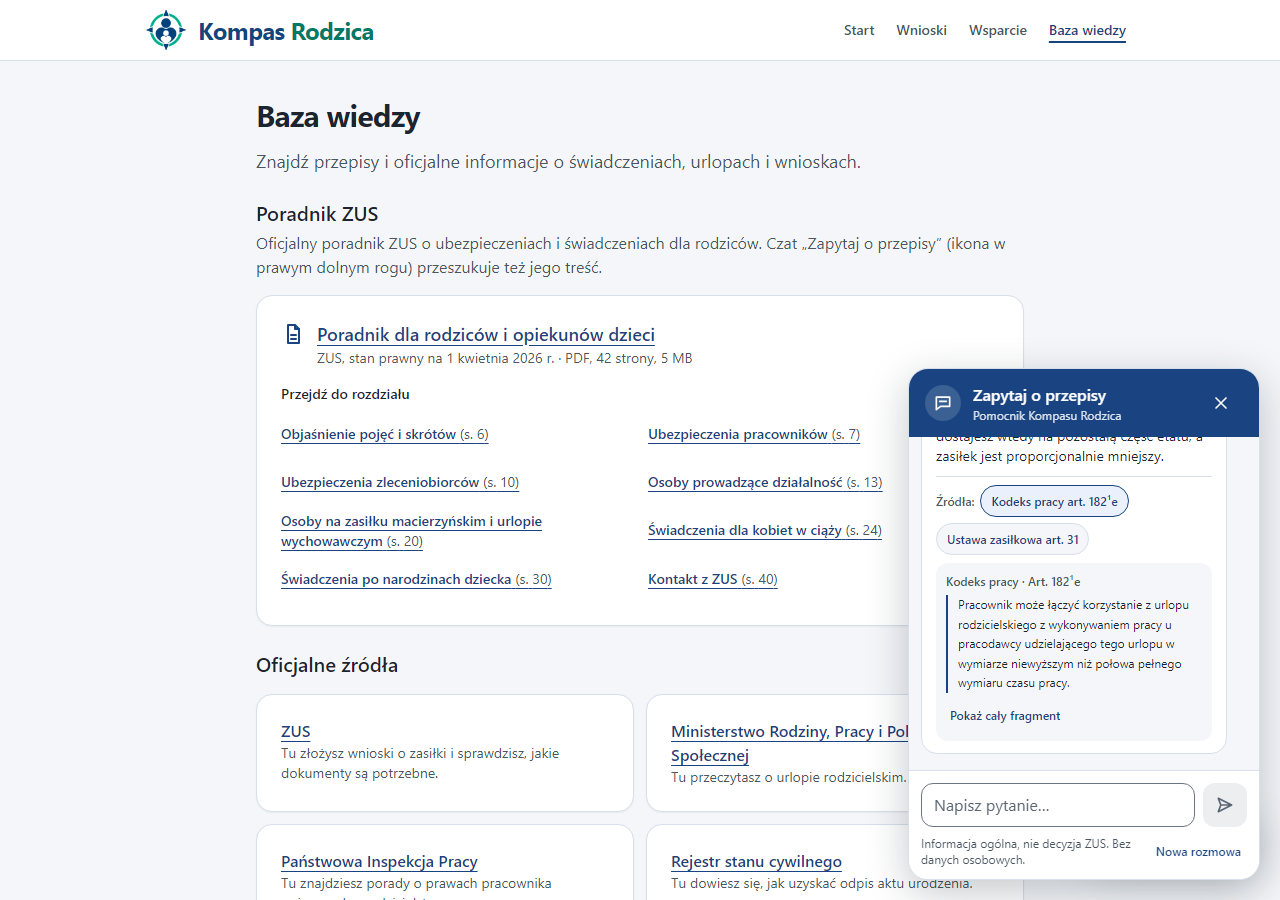 Kompas Rodzica
Start
Wnioski
Wsparcie
Baza wiedzy
Baza wiedzy
Znajdź przepisy i oficjalne informacje o świadczeniach, urlopach i wnioskach.
Poradnik ZUS
Oficjalny poradnik ZUS o ubezpieczeniach i świadczeniach dla rodziców. Czat „Zapytaj o przepisy” (ikona w
prawym dolnym rogu) przeszukuje też jego treść.
Poradnik dla rodziców i opiekunów dzieci
ZUS, stan prawny na 1 kwietnia 2026 r. · PDF, 42 strony, 5 MB
Przejdź do rozdziału
Objaśnienie pojęć i skrótów (s. 6)
Ubezpieczenia pracowników (s. 7)
Ubezpieczenia zleceniobiorców (s. 10)
Osoby prowadzące działalność (s. 13)
Osoby na zasiłku macierzyńskim i urlopie
wychowawczym (s. 20)
Świadczenia dla kobiet w ciąży (s. 24)
Świadczenia po narodzinach dziecka (s. 30)
Kontakt z ZUS (s. 40)
Oficjalne źródła
ZUS
Tu złożysz wnioski o zasiłki i sprawdzisz, jakie
dokumenty są potrzebne.
Ministerstwo Rodziny, Pracy i Pol
Społecznej
Tu przeczytasz o urlopie rodzicielskim.
Państwowa Inspekcja Pracy
Tu znajdziesz porady o prawach pracownika
Rejestr stanu cywilnego
Tu dowiesz się, jak uzyskać odpis aktu urodzenia.
Zapytaj o przepisy
Pomocnik Kompasu Rodzica
dostajesz wtedy na pozostałą część etatu, a
zasiłek jest proporcjonalnie mniejszy.
Źródła:
Kodeks pracy art. 182¹e
Ustawa zasiłkowa art. 31
Kodeks pracy · Art. 182¹e
Pracownik może łączyć korzystanie z urlopu
rodzicielskiego z wykonywaniem pracy u
pracodawcy udzielającego tego urlopu w
wymiarze niewyższym niż połowa pełnego
wymiaru czasu pracy.
Pokaż cały fragment
Napisz pytanie...
Informacja ogólna, nie decyzja ZUS. Bez
danych osobowych.
Nowa rozmowa